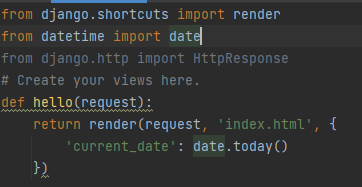 from django.shortcuts import render
from datetime import date
from django.http import HttpResponse
# Create your views here.
def hello(request):
    return render(request, 'index.html', {
        'current_date': date.today()
    })